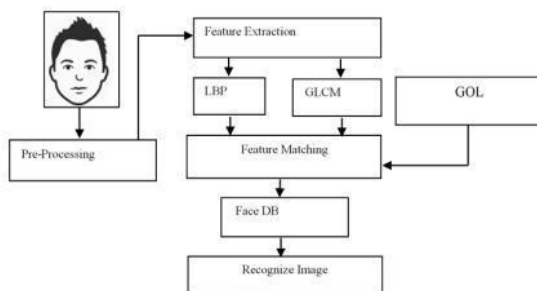 Feature Extraction
LBP
GLCM
GOL
Pre-Processing
Feature Matching
Face DB
Recognize Image